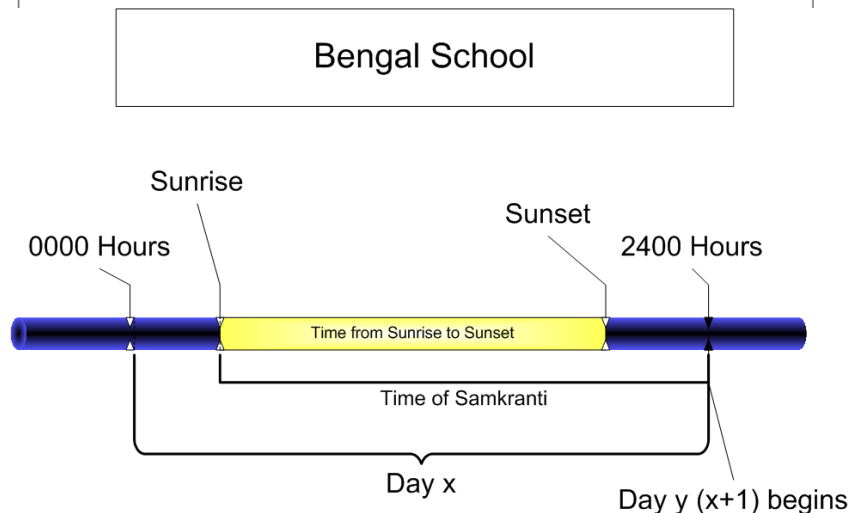 Bengal School
Sunrise
Sunset
0000 Hours
2400 Hours
Time from Sunrise to Sunset
Time of Samkranti
Day x
Day y (x+1) begins